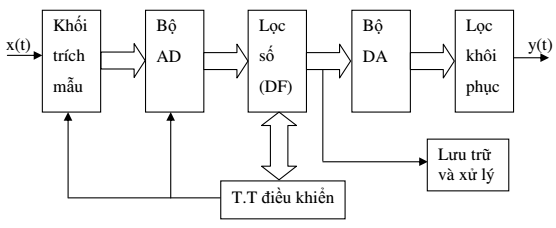 x(t)
Khối
trích
mẫu
Bộ
AD
Lọc
số
(DF)
Bộ
DA
Lọc
khôi
phục
y(t)
Lưu trữ
và xử lý
T.T điều khiển